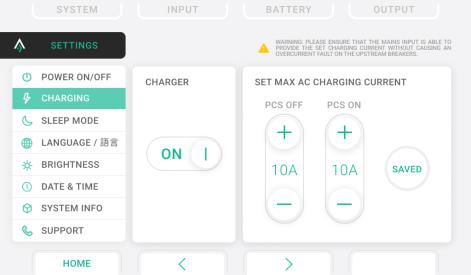 SYSTEM
INPUT
BATTERY
OUTPUT
SETTINGS
WARNING: PLEASE ENSURE THAT THE MAINS INPUT IS ABLE TO
PROVIDE THE SET CHARGING CURRENT WITHOUT CAUSING AN
OVERCURRENT FAULT ON THE UPSTREAM BREAKERS.
POWER ON/OFF
CHARGING
SLEEP MODE
LANGUAGE / 語言
BRIGHTNESS
DATE & TIME
SYSTEM INFO
SUPPORT
CHARGER
ON
SET MAX AC CHARGING CURRENT
PCS OFF
PCS ON
+
+
10A
10A
SAVED
—
—
HOME
<
>